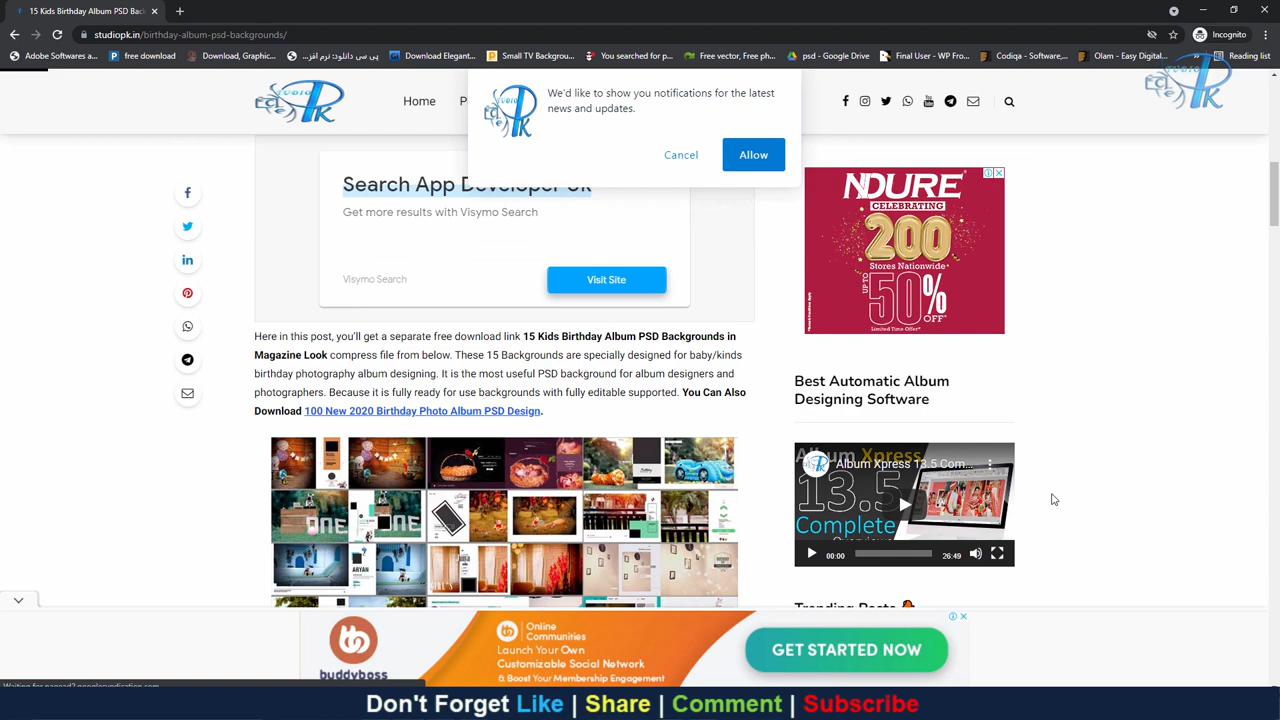 15 Kids Birthday Album PSD Back
studiopk.in/birthday-album-psd-backgrounds/
Incognito
Adobe Softwares a...
free download
Download, Graphic...
Download Elegant...
Small TV Backgrou...
You searched for p...
Free vector, Free ph...
psd - Google Drive
Final User - WP Fro...
Codiqa - Software,...
Olam - Easy Digital...
Reading list
Home
We'd like to show you notifications for the latest
news and updates.
Cancel
Allow
Search App Developer UK
Get more results with Visymo Search
Visymo Search
Visit Site
NDURE
CELEBRATING
200
Stores Nationwide*
UP TO
50%
OFF
Limited Time Offer*
Here in this post, you'll get a separate free download link 15 Kids Birthday Album PSD Backgrounds in
Magazine Look compress file from below. These 15 Backgrounds are specially designed for baby/kinds
birthday photography album designing. It is the most useful PSD background for album designers and
photographers. Because it is fully ready for use backgrounds with fully editable supported. You Can Also
Download 100 New 2020 Birthday Photo Album PSD Design.
Best Automatic Album
Designing Software
Album Xpress
Album Xpress 13.5 Com...
13.5
Complete
00:00
26:49
ONE
ONE
ARYAN
Trending Posts
buddyboss
Online
Communities
Launch Your Own
Customizable Social Network
& Boost Your Membership Engagement
GET STARTED NOW
Don't Forget Like | Share | Comment | Subscribe